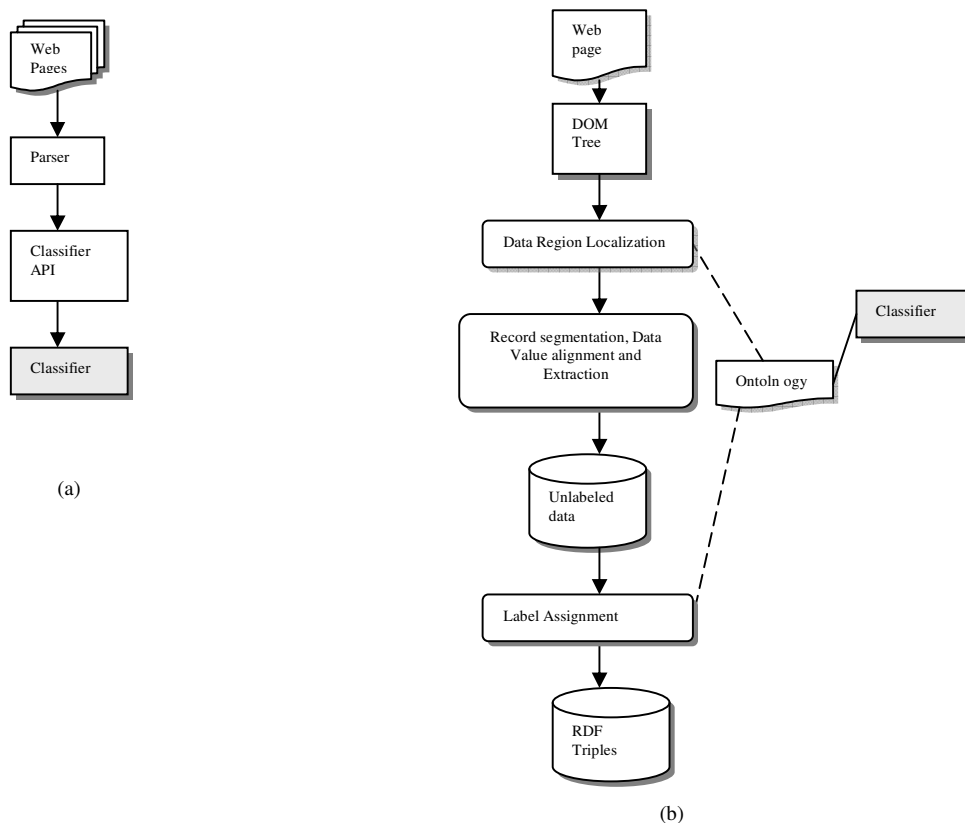 Web
Pages
Parser
Classifier
API
Classifier
(a)
Web
page
DOM
Tree
Data Region Localization
Record segmentation, Data
Value alignment and
Extraction
Unlabeled
data
Label Assignment
RDF
Triples
Classifier
Ontoln ogy
(b)